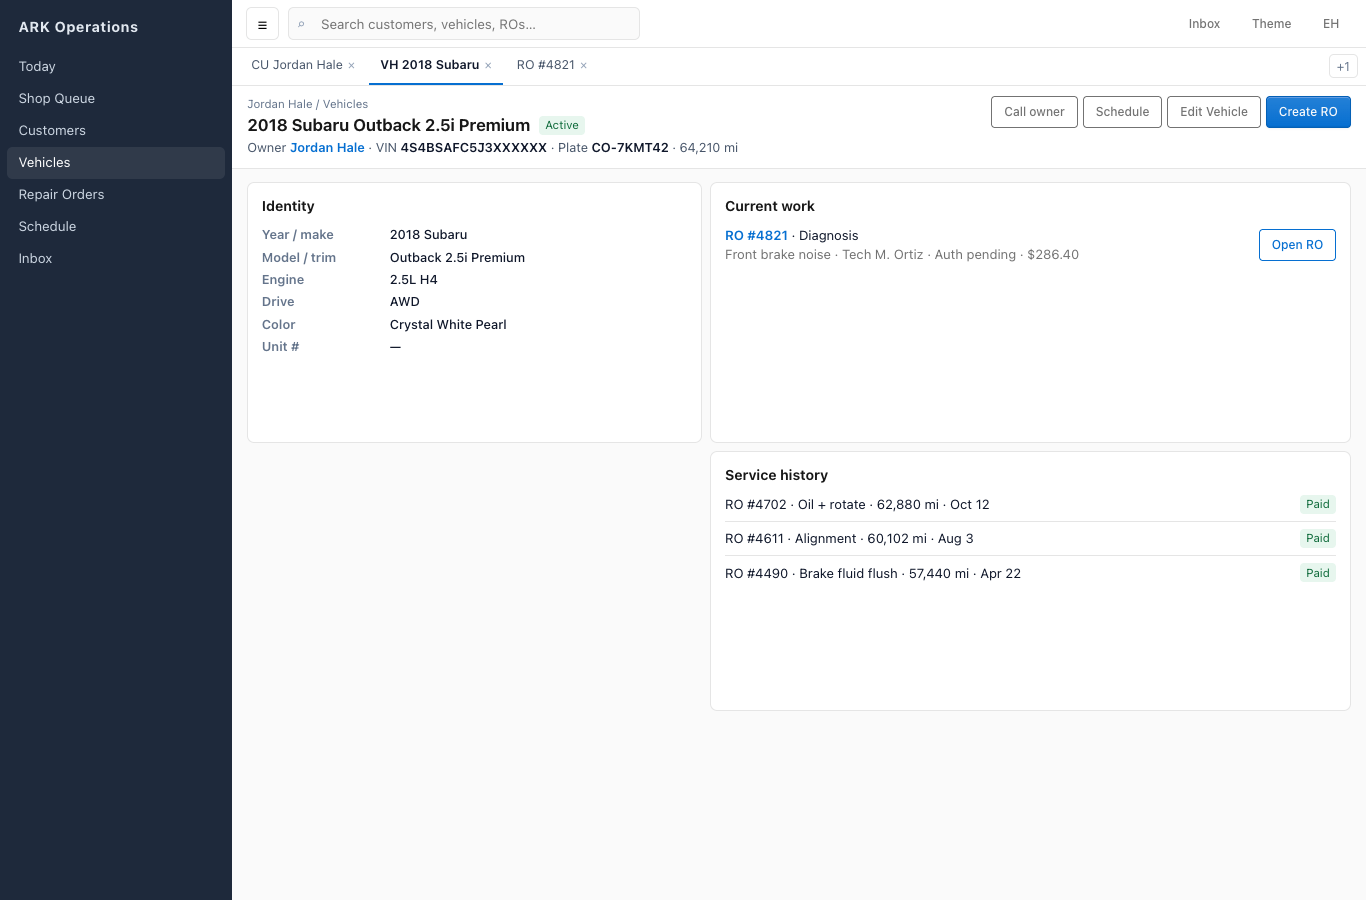 ARK Operations
Today
Shop Queue
Customers
Vehicles
Repair Orders
Schedule
Inbox
☰
Search customers, vehicles, ROs...
Inbox
Theme
EH
CU Jordan Hale ×
VH 2018 Subaru ×
RO #4821 ×
+1
Jordan Hale / Vehicles
2018 Subaru Outback 2.5i Premium Active
Owner Jordan Hale · VIN 4S4BSAFC5J3XXXXXX · Plate CO-7KMT42 · 64,210 mi
Call owner
Schedule
Edit Vehicle
Create RO
Identity
Year / make 2018 Subaru
Model / trim Outback 2.5i Premium
Engine 2.5L H4
Drive AWD
Color Crystal White Pearl
Unit # —
Current work
RO #4821 · Diagnosis
Front brake noise · Tech M. Ortiz · Auth pending · $286.40
Open RO
Service history
RO #4702 · Oil + rotate · 62,880 mi · Oct 12 Paid
RO #4611 · Alignment · 60,102 mi · Aug 3 Paid
RO #4490 · Brake fluid flush · 57,440 mi · Apr 22 Paid